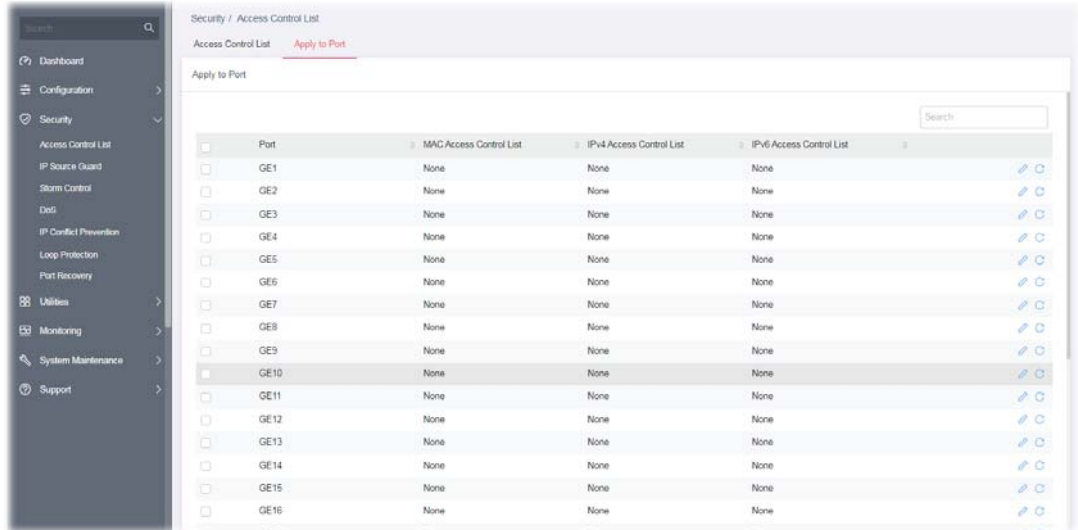 Search
Dashboard
Configuration
Security
Access Control List
IP Source Guard
Storm Control
DoS
IP Conflict Prevention
Loop Protection
Port Recovery
Utilities
Monitoring
System Maintenance
Support
Security / Access Control List
Access Control List Apply to Port
Apply to Port
Search
Port MAC Access Control List IPv4 Access Control List IPv6 Access Control List
GE1 None None None
GE2 None None None
GE3 None None None
GE4 None None None
GE5 None None None
GE6 None None None
GE7 None None None
GE8 None None None
GE9 None None None
GE10 None None None
GE11 None None None
GE12 None None None
GE13 None None None
GE14 None None None
GE15 None None None
GE16 None None None